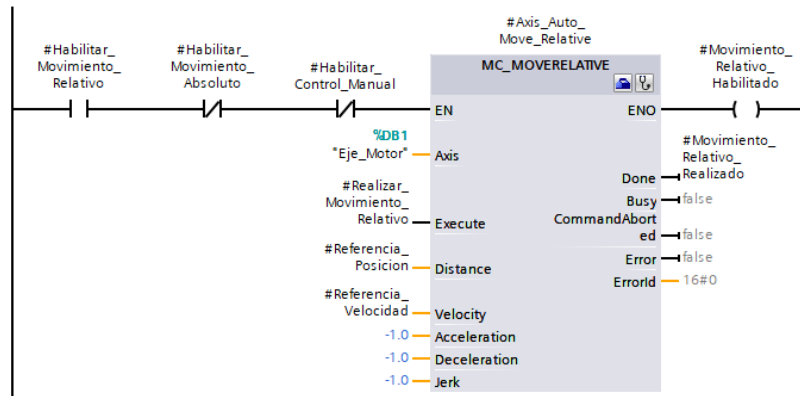 #Axis_Auto_
Move_Relative
#Habilitar_
Movimiento_
Relativo
#Habilitar_
Movimiento_
Absoluto
#Habilitar_
Control_Manual
MC_MOVERELATIVE
#Movimiento_
Relativo_
Habilitado
EN
ENO
%DB1
"Eje_Motor"
Axis
#Movimiento_
Relativo_
Realizado
Done
#Realizar_
Movimiento_
Relativo
Execute
Busy
false
CommandAbort
ed
false
#Referencia_
Posicion
Distance
Error
false
ErrorId
16#0
#Referencia_
Velocidad
Velocity
-1.0
Acceleration
-1.0
Deceleration
-1.0
Jerk